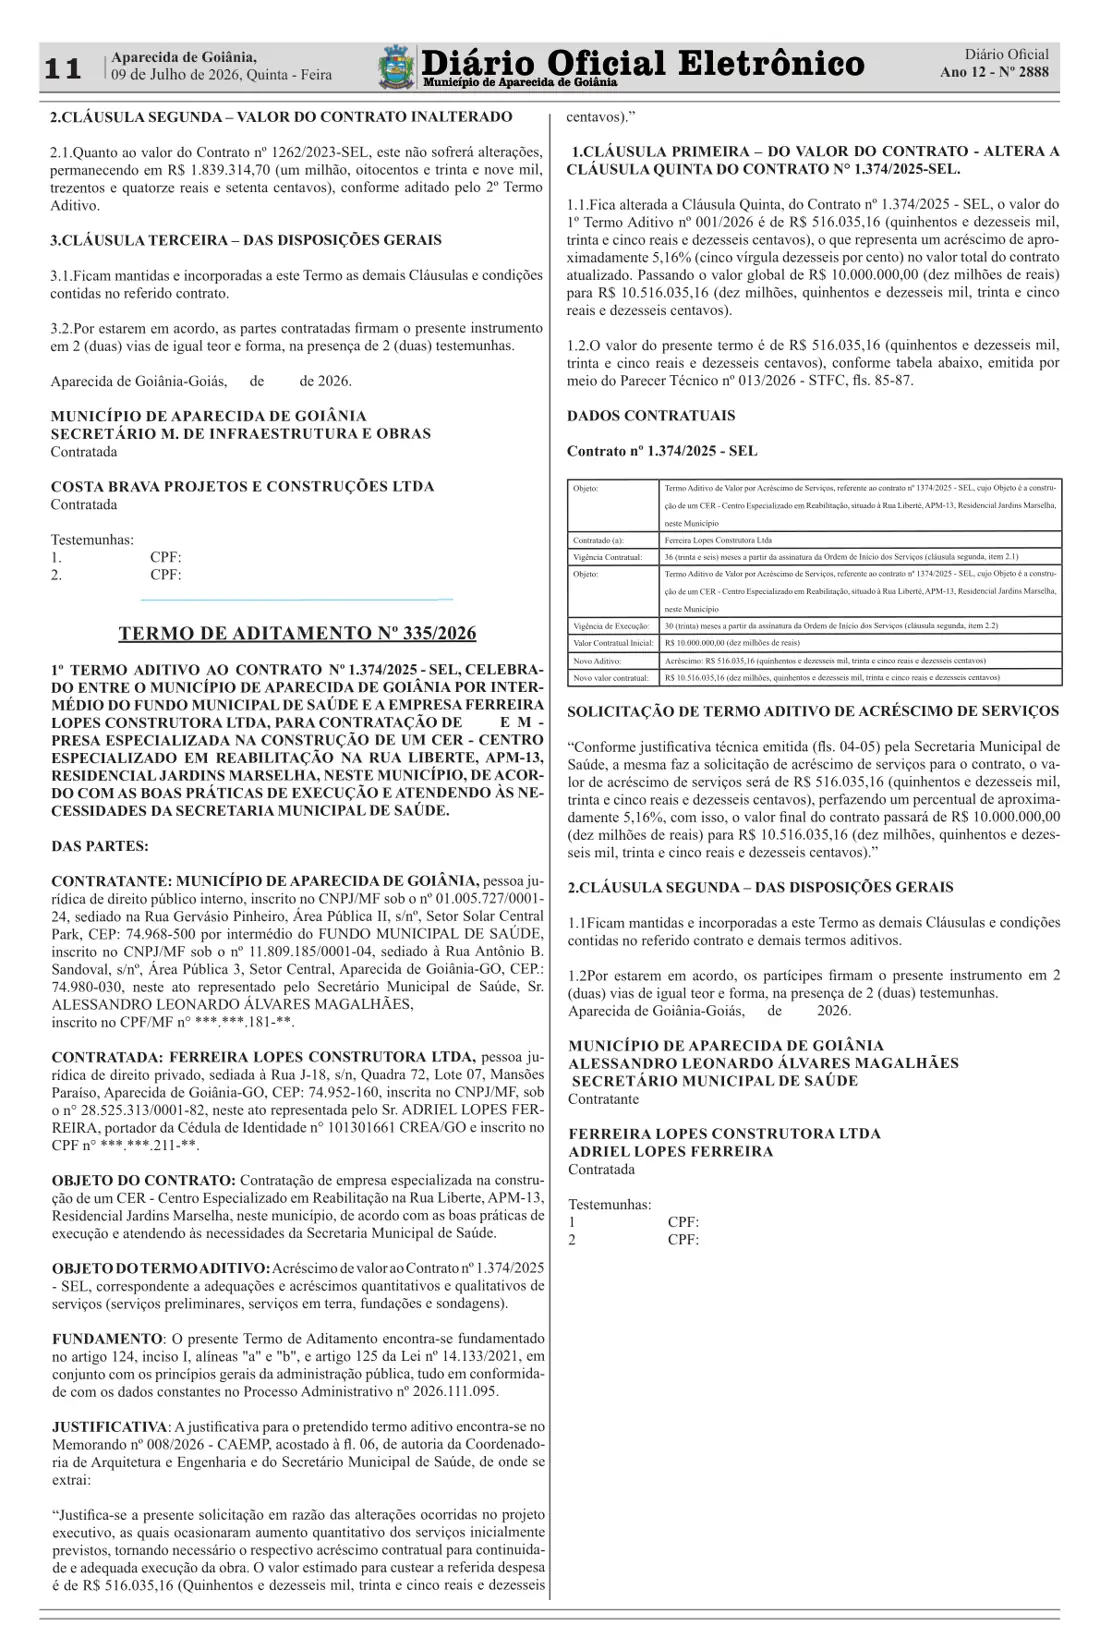 11
Aparecida de Goiânia,
09 de Julho de 2026, Quinta - Feira
Diário Oficial Eletrônico
Município de Aparecida de Goiânia
Diário Oficial
Ano 12 - Nº 2888
2.CLÁUSULA SEGUNDA – VALOR DO CONTRATO INALTERADO
2.1.Quanto ao valor do Contrato nº 1262/2023-SEL, este não sofrerá alterações,
permanecendo em R$ 1.839.314,70 (um milhão, oitocentos e trinta e nove mil,
trezentos e quatorze reais e setenta centavos), conforme aditado pelo 2º Termo
Aditivo.
3.CLÁUSULA TERCEIRA – DAS DISPOSIÇÕES GERAIS
3.1.Ficam mantidas e incorporadas a este Termo as demais Cláusulas e condições
contidas no referido contrato.
3.2.Por estarem em acordo, as partes contratadas firmam o presente instrumento
em 2 (duas) vias de igual teor e forma, na presença de 2 (duas) testemunhas.
Aparecida de Goiânia-Goiás, de de 2026.
MUNICÍPIO DE APARECIDA DE GOIÂNIA
SECRETÁRIO M. DE INFRAESTRUTURA E OBRAS
Contratada
COSTA BRAVA PROJETOS E CONSTRUÇÕES LTDA
Contratada
Testemunhas:
1. CPF:
2. CPF:
TERMO DE ADITAMENTO Nº 335/2026
1º TERMO ADITIVO AO CONTRATO Nº 1.374/2025 - SEL, CELEBRA-
DO ENTRE O MUNICÍPIO DE APARECIDA DE GOIÂNIA POR INTER-
MÉDIO DO FUNDO MUNICIPAL DE SAÚDE E A EMPRESA FERREIRA
LOPES CONSTRUTORA LTDA, PARA CONTRATAÇÃO DE E M -
PRESA ESPECIALIZADA NA CONSTRUÇÃO DE UM CER - CENTRO
ESPECIALIZADO EM REABILITAÇÃO NA RUA LIBERTE, APM-13,
RESIDENCIAL JARDINS MARSELHA, NESTE MUNICÍPIO, DE ACOR-
DO COM AS BOAS PRÁTICAS DE EXECUÇÃO E ATENDENDO ÀS NE-
CESSIDADES DA SECRETARIA MUNICIPAL DE SAÚDE.
DAS PARTES:
CONTRATANTE: MUNICÍPIO DE APARECIDA DE GOIÂNIA, pessoa ju-
rídica de direito público interno, inscrito no CNPJ/MF sob o nº 01.005.727/0001-
24, sediado na Rua Gervásio Pinheiro, Área Pública II, s/nº, Setor Solar Central
Park, CEP: 74.968-500 por intermédio do FUNDO MUNICIPAL DE SAÚDE,
inscrito no CNPJ/MF sob o nº 11.809.185/0001-04, sediado à Rua Antônio B.
Sandoval, s/nº, Área Pública 3, Setor Central, Aparecida de Goiânia-GO, CEP.:
74.980-030, neste ato representado pelo Secretário Municipal de Saúde, Sr.
ALESSANDRO LEONARDO ÁLVARES MAGALHÃES,
inscrito no CPF/MF n° ***.***.181-**.
CONTRATADA: FERREIRA LOPES CONSTRUTORA LTDA, pessoa ju-
rídica de direito privado, sediada à Rua J-18, s/n, Quadra 72, Lote 07, Mansões
Paraíso, Aparecida de Goiânia-GO, CEP: 74.952-160, inscrita no CNPJ/MF, sob
o n° 28.525.313/0001-82, neste ato representada pelo Sr. ADRIEL LOPES FER-
REIRA, portador da Cédula de Identidade n° 101301661 CREA/GO e inscrito no
CPF n° ***.***.211-**.
OBJETO DO CONTRATO: Contratação de empresa especializada na constru-
ção de um CER - Centro Especializado em Reabilitação na Rua Liberte, APM-13,
Residencial Jardins Marselha, neste município, de acordo com as boas práticas de
execução e atendendo às necessidades da Secretaria Municipal de Saúde.
OBJETO DO TERMO ADITIVO: Acréscimo de valor ao Contrato nº 1.374/2025
- SEL, correspondente a adequações e acréscimos quantitativos e qualitativos de
serviços (serviços preliminares, serviços em terra, fundações e sondagens).
FUNDAMENTO: O presente Termo de Aditamento encontra-se fundamentado
no artigo 124, inciso I, alíneas "a" e "b", e artigo 125 da Lei nº 14.133/2021, em
conjunto com os princípios gerais da administração pública, tudo em conformida-
de com os dados constantes no Processo Administrativo nº 2026.111.095.
JUSTIFICATIVA: A justificativa para o pretendido termo aditivo encontra-se no
Memorando nº 008/2026 - CAEMP, acostado à fl. 06, de autoria da Coordenado-
ria de Arquitetura e Engenharia e do Secretário Municipal de Saúde, de onde se
extrai:
“Justifica-se a presente solicitação em razão das alterações ocorridas no projeto
executivo, as quais ocasionaram aumento quantitativo dos serviços inicialmente
previstos, tornando necessário o respectivo acréscimo contratual para continuida-
de e adequada execução da obra. O valor estimado para custear a referida despesa
é de R$ 516.035,16 (Quinhentos e dezesseis mil, trinta e cinco reais e dezesseis
centavos).”
1.CLÁUSULA PRIMEIRA – DO VALOR DO CONTRATO - ALTERA A
CLÁUSULA QUINTA DO CONTRATO N° 1.374/2025-SEL.
1.1.Fica alterada a Cláusula Quinta, do Contrato nº 1.374/2025 - SEL, o valor do
1º Termo Aditivo nº 001/2026 é de R$ 516.035,16 (quinhentos e dezesseis mil,
trinta e cinco reais e dezesseis centavos), o que representa um acréscimo de apro-
ximadamente 5,16% (cinco vírgula dezesseis por cento) no valor total do contrato
atualizado. Passando o valor global de R$ 10.000.000,00 (dez milhões de reais)
para R$ 10.516.035,16 (dez milhões, quinhentos e dezesseis mil, trinta e cinco
reais e dezesseis centavos).
1.2.O valor do presente termo é de R$ 516.035,16 (quinhentos e dezesseis mil,
trinta e cinco reais e dezesseis centavos), conforme tabela abaixo, emitida por
meio do Parecer Técnico nº 013/2026 - STFC, fls. 85-87.
DADOS CONTRATUAIS
Contrato nº 1.374/2025 - SEL
Objeto: Termo Aditivo de Valor por Acréscimo de Serviços, referente ao contrato nº 1374/2025 - SEL, cujo Objeto é a constru-
ção de um CER - Centro Especializado em Reabilitação, situado à Rua Liberté, APM-13, Residencial Jardins Marselha,
neste Município
Contratado (a): Ferreira Lopes Construtora Ltda
Vigência Contratual: 36 (trinta e seis) meses a partir da assinatura da Ordem de Início dos Serviços (cláusula segunda, item 2.1)
Objeto: Termo Aditivo de Valor por Acréscimo de Serviços, referente ao contrato nº 1374/2025 - SEL, cujo Objeto é a constru-
ção de um CER - Centro Especializado em Reabilitação, situado à Rua Liberté, APM-13, Residencial Jardins Marselha,
neste Município
Vigência de Execução: 30 (trinta) meses a partir da assinatura da Ordem de Início dos Serviços (cláusula segunda, item 2.2)
Valor Contratual Inicial: R$ 10.000.000,00 (dez milhões de reais)
Novo Aditivo: Acréscimo: R$ 516.035,16 (quinhentos e dezesseis mil, trinta e cinco reais e dezesseis centavos)
Novo valor contratual: R$ 10.516.035,16 (dez milhões, quinhentos e dezesseis mil, trinta e cinco reais e dezesseis centavos)
SOLICITAÇÃO DE TERMO ADITIVO DE ACRÉSCIMO DE SERVIÇOS
“Conforme justificativa técnica emitida (fls. 04-05) pela Secretaria Municipal de
Saúde, a mesma faz a solicitação de acréscimo de serviços para o contrato, o va-
lor de acréscimo de serviços será de R$ 516.035,16 (quinhentos e dezesseis mil,
trinta e cinco reais e dezesseis centavos), perfazendo um percentual de aproxima-
damente 5,16%, com isso, o valor final do contrato passará de R$ 10.000.000,00
(dez milhões de reais) para R$ 10.516.035,16 (dez milhões, quinhentos e dezes-
seis mil, trinta e cinco reais e dezesseis centavos).”
2.CLÁUSULA SEGUNDA – DAS DISPOSIÇÕES GERAIS
1.1Ficam mantidas e incorporadas a este Termo as demais Cláusulas e condições
contidas no referido contrato e demais termos aditivos.
1.2Por estarem em acordo, os partícipes firmam o presente instrumento em 2
(duas) vias de igual teor e forma, na presença de 2 (duas) testemunhas.
Aparecida de Goiânia-Goiás, de 2026.
MUNICÍPIO DE APARECIDA DE GOIÂNIA
ALESSANDRO LEONARDO ÁLVARES MAGALHÃES
SECRETÁRIO MUNICIPAL DE SAÚDE
Contratante
FERREIRA LOPES CONSTRUTORA LTDA
ADRIEL LOPES FERREIRA
Contratada
Testemunhas:
1 CPF:
2 CPF: